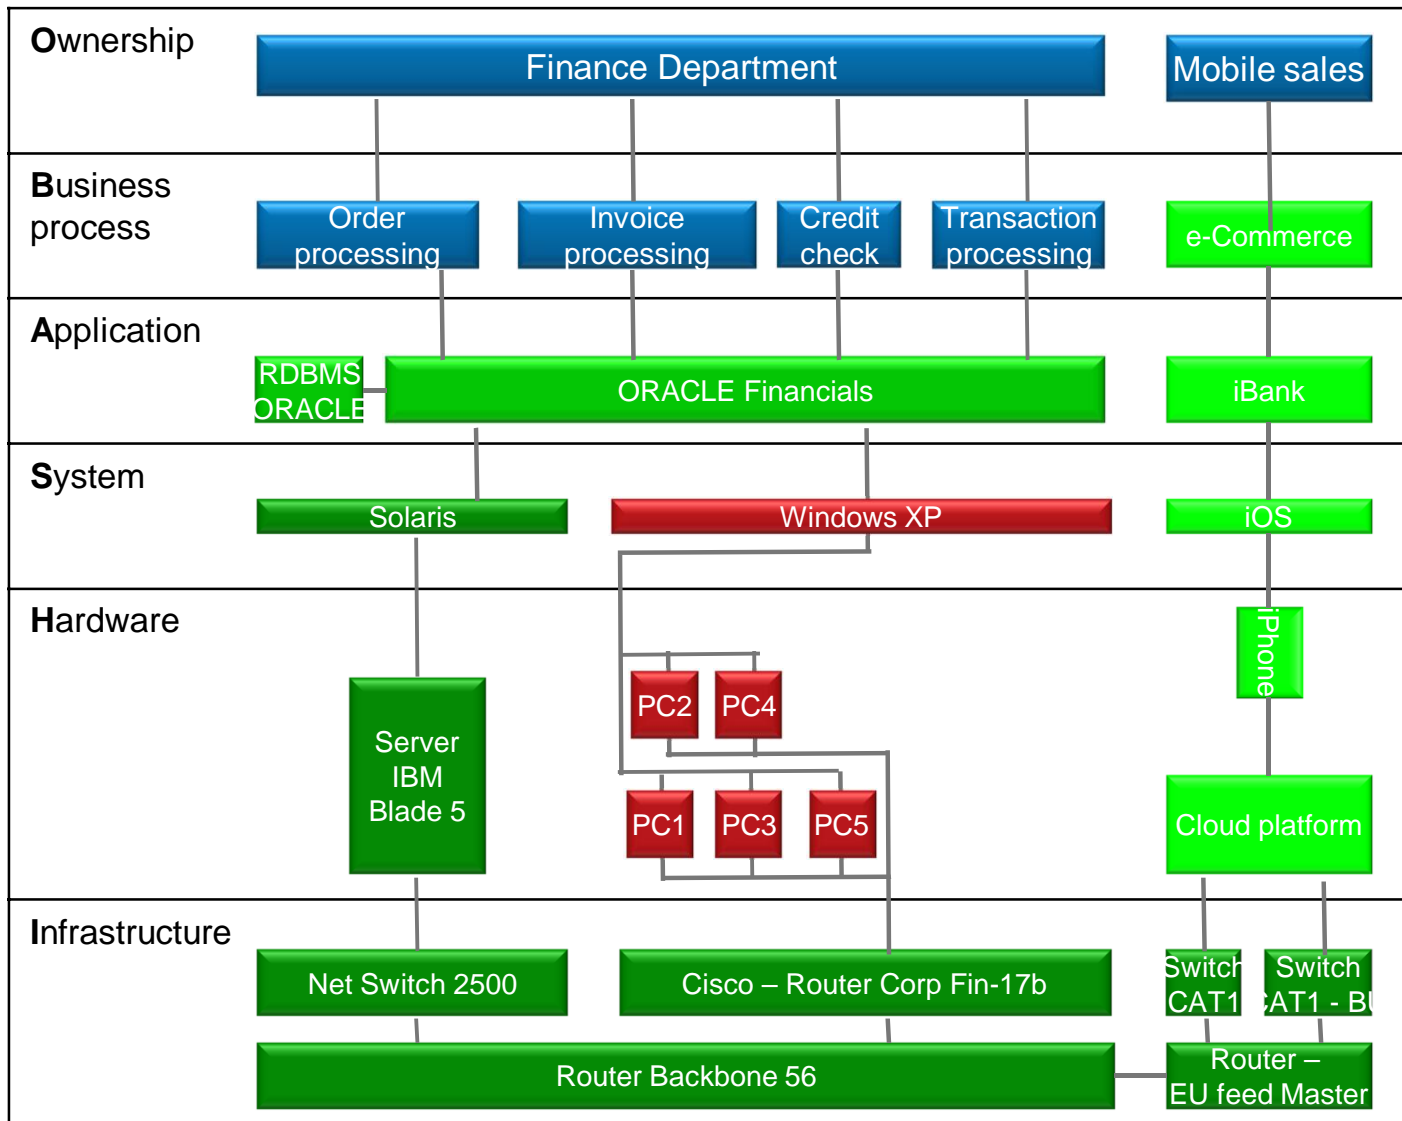 Ownership
Finance Department
Mobile sales
Business
process
Order
processing
Invoice
processing
Credit
check
Transaction
processing
e-Commerce
Application
RDBMS
ORACLE
ORACLE Financials
iBank
System
Solaris
Windows XP
iOS
Hardware
iPhone
PC2
PC4
Server
IBM
Blade 5
PC1
PC3
PC5
Cloud platform
Infrastructure
Net Switch 2500
Cisco – Router Corp Fin-17b
Switch
CAT1
Switch
CAT1 - BU
Router Backbone 56
Router –
EU feed Master